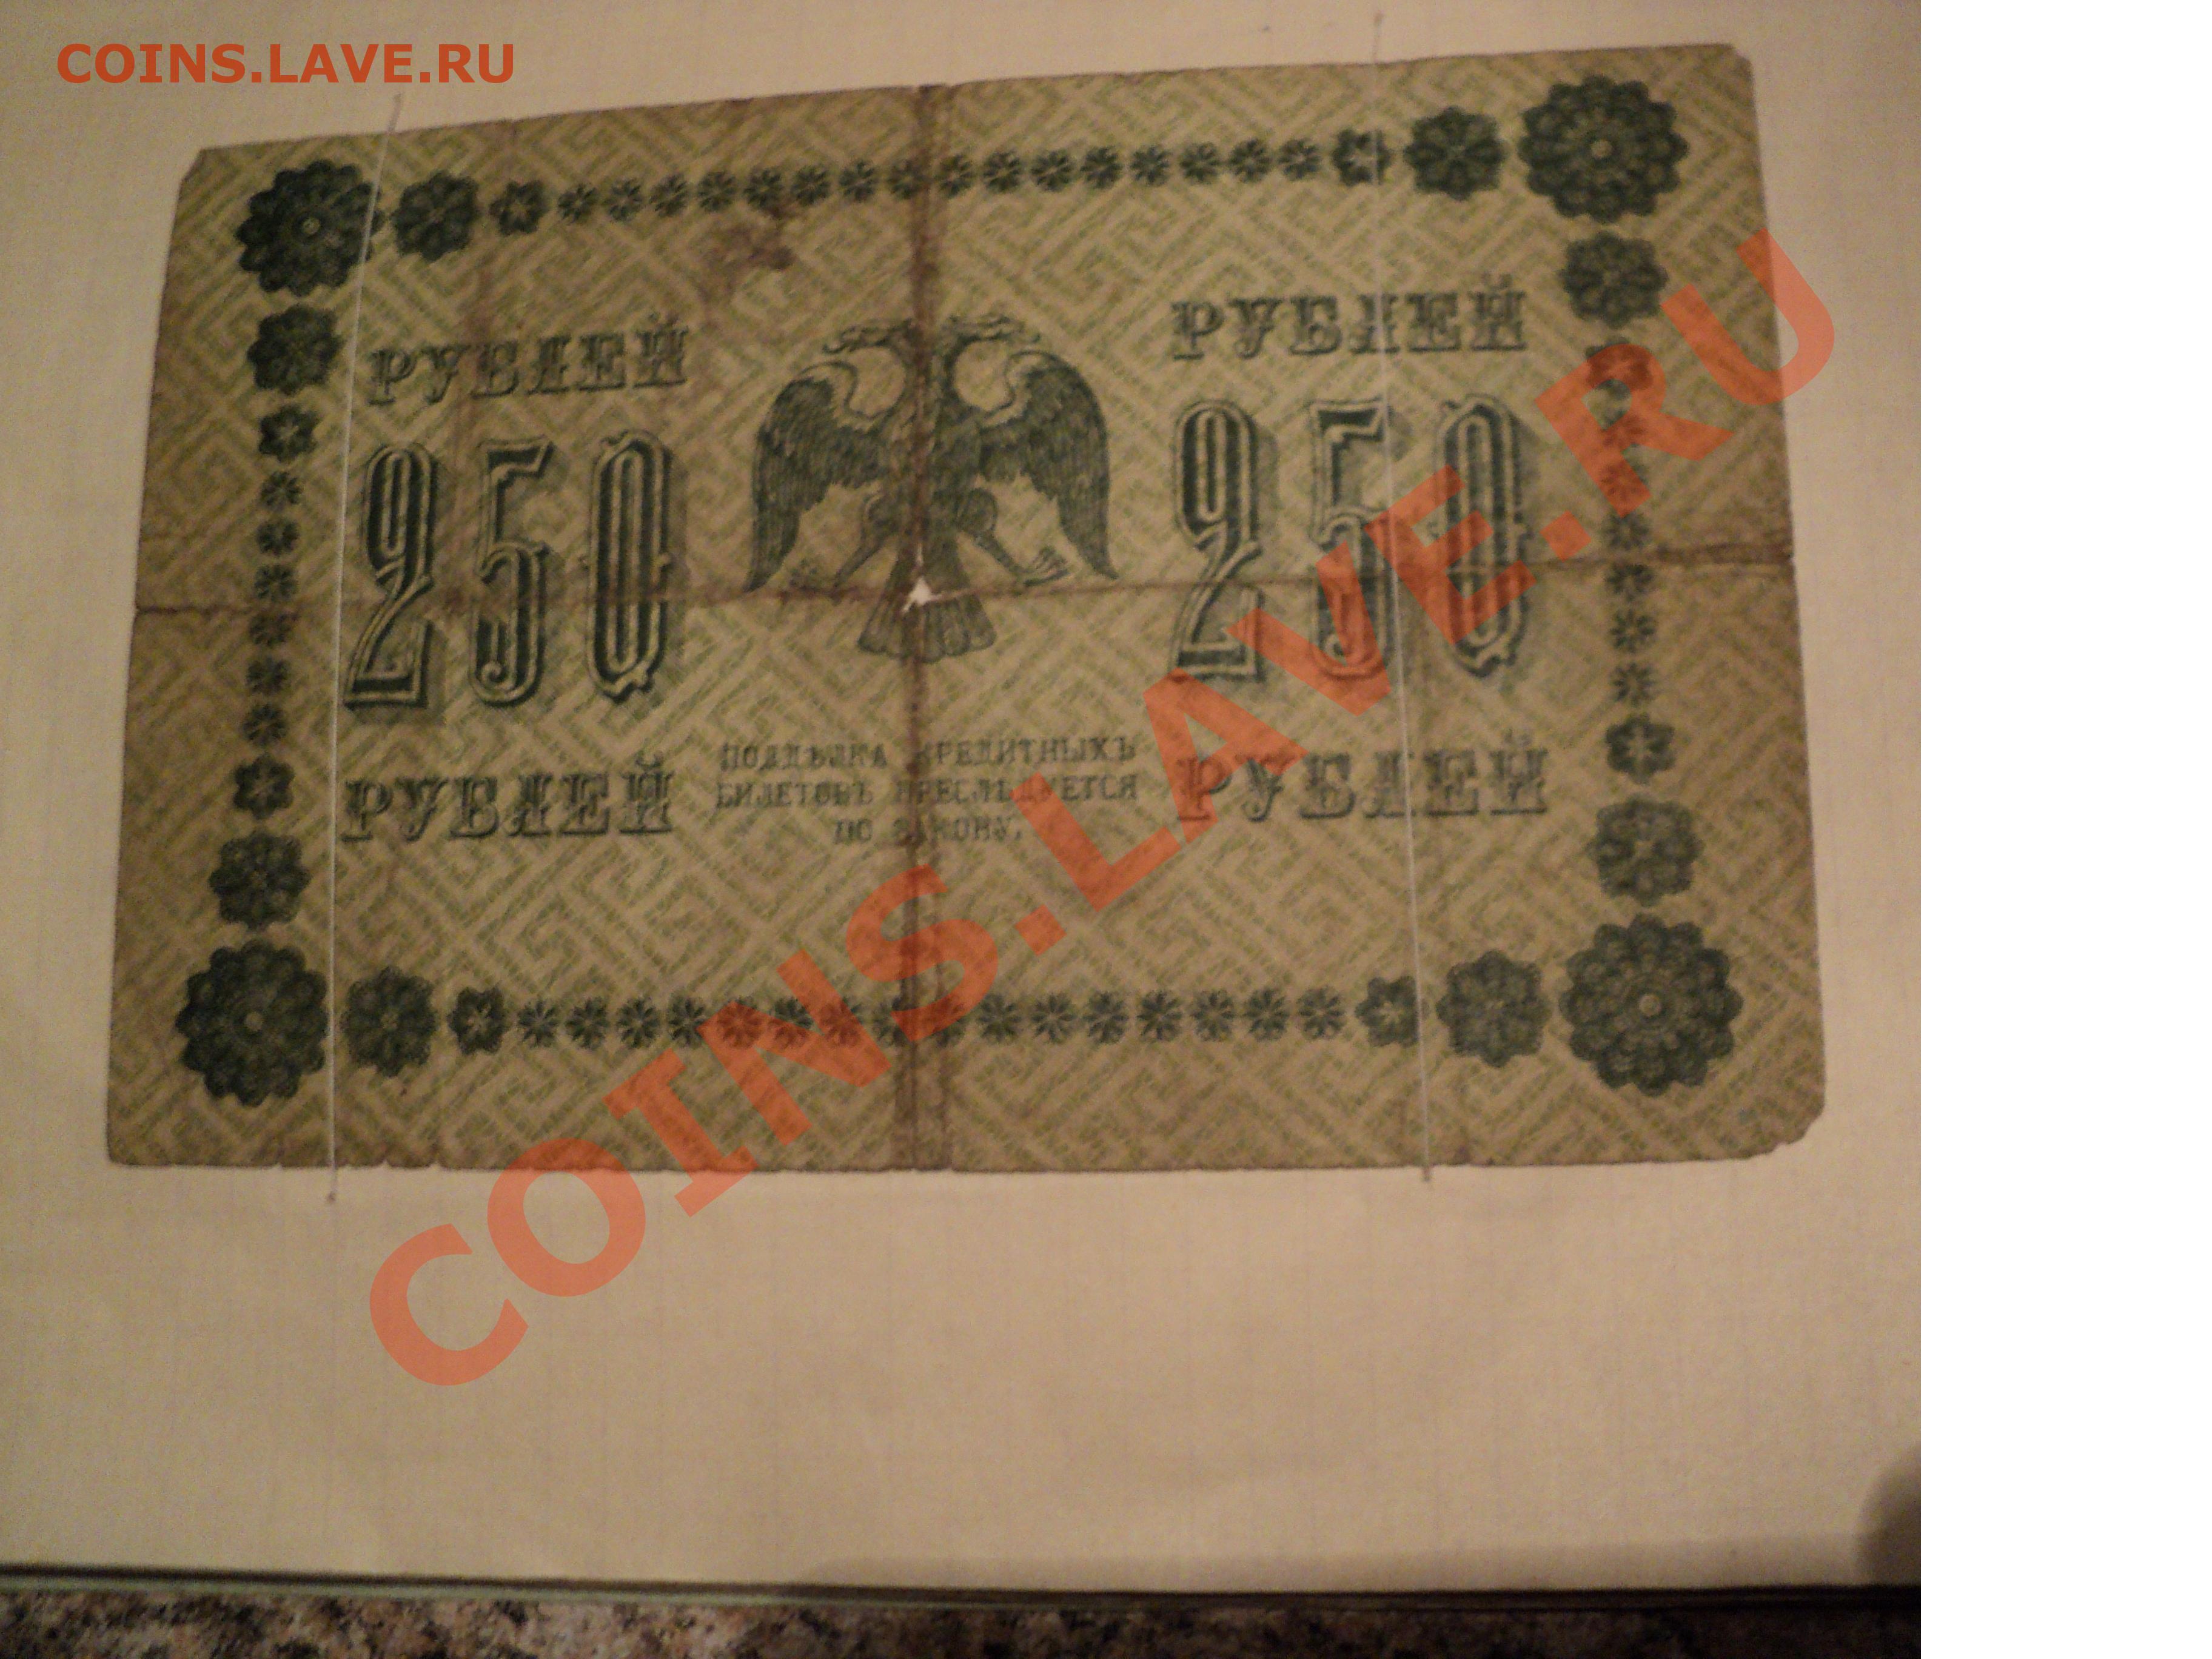 COINS.LAVE.RU
РУБЛЕЙ
РУБЛЕЙ
250
250
РУБЛЕЙ
РУБЛЕЙ
ПОДДѢЛКА КРЕДИТНЫХЪ
БИЛЕТОВЪ ПРЕСЛѢДУЕТСЯ
ПО ЗАКОНУ.
COINS.LAVE.RU